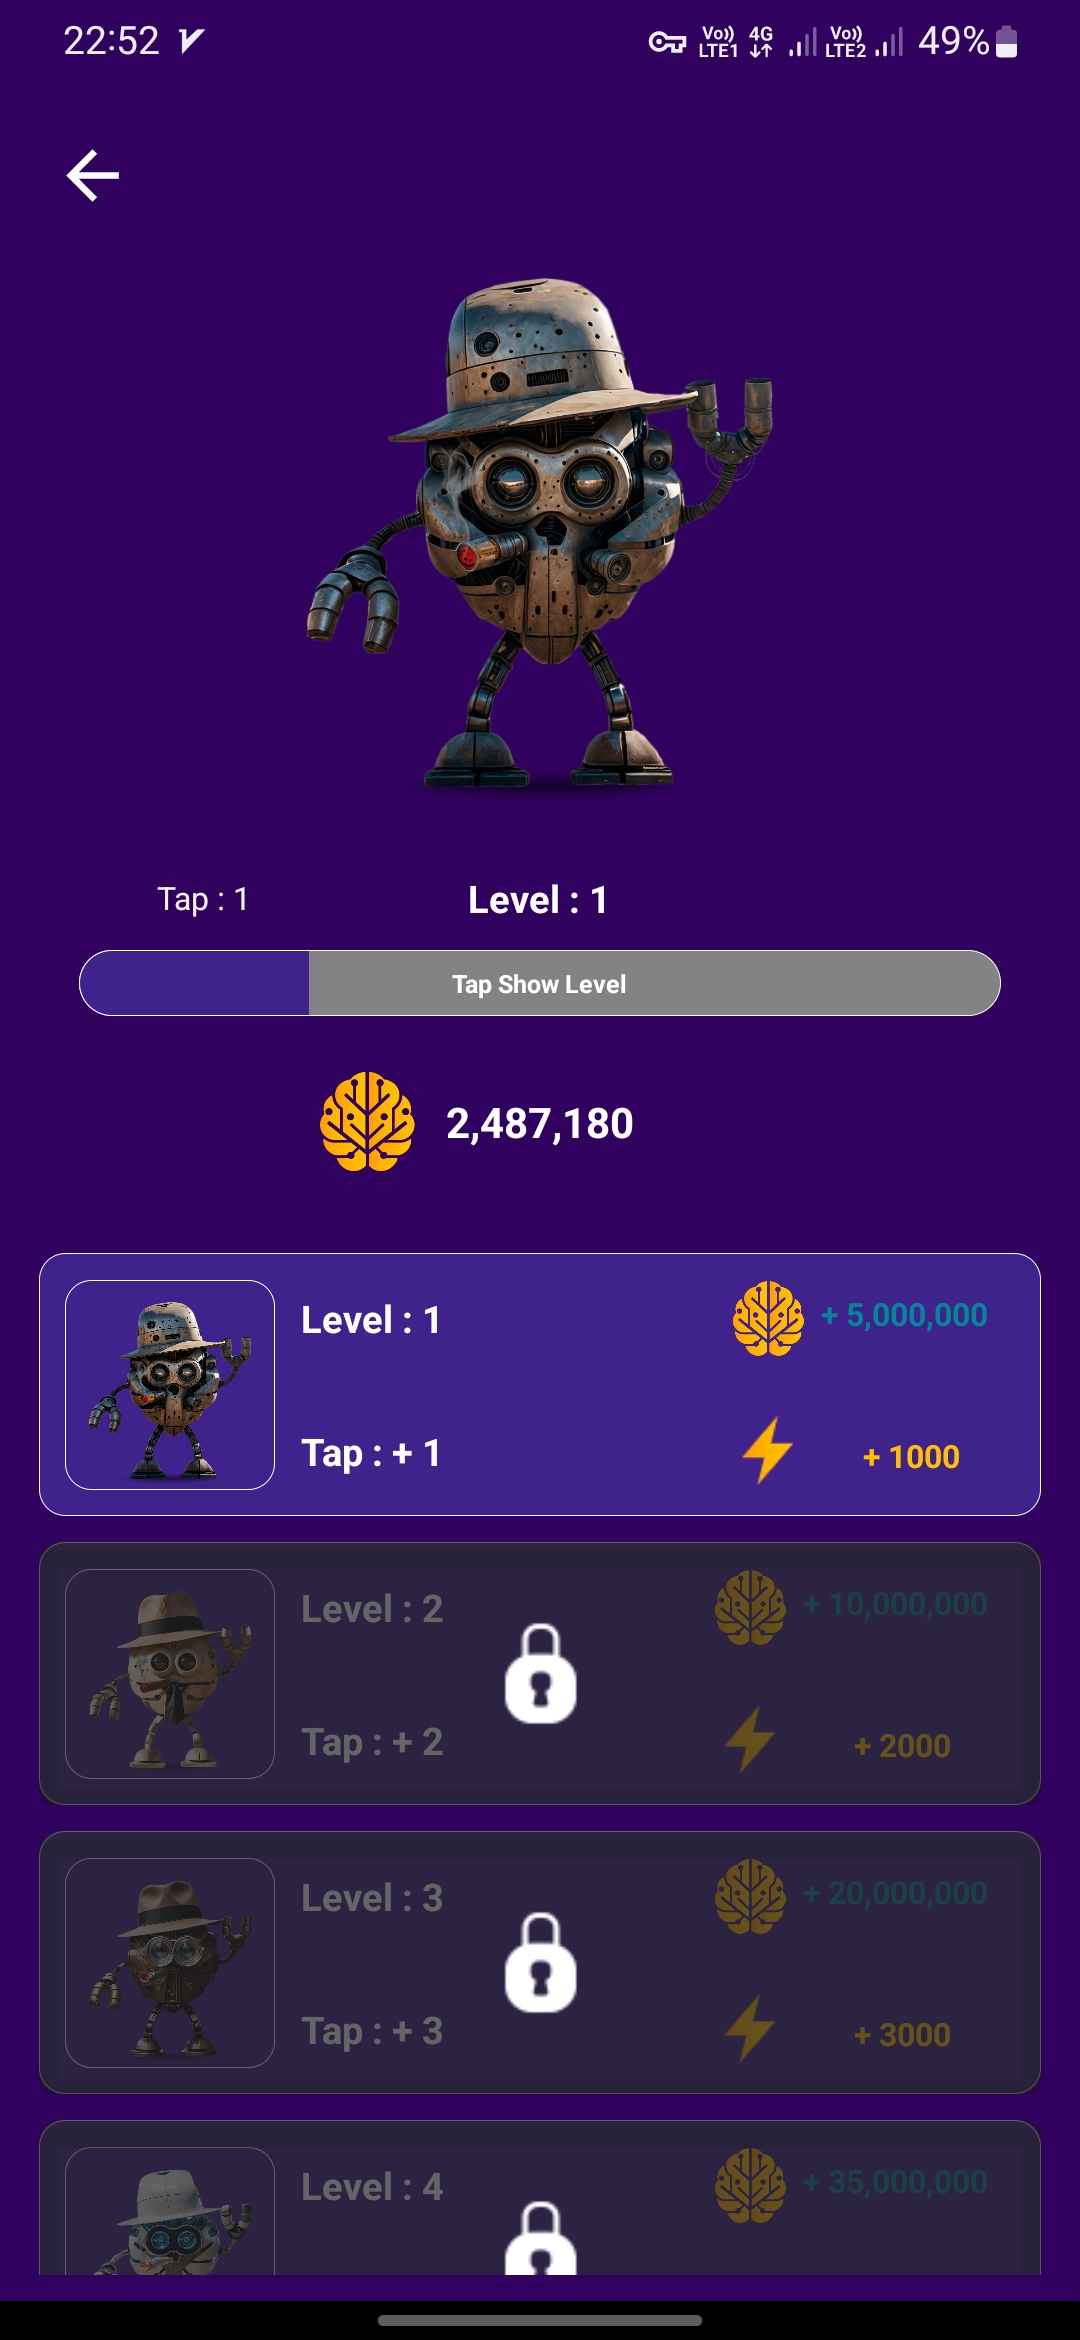 22:52
Vo)) LTE1 4G Vo)) LTE2 49%
Tap : 1
Level : 1
Tap Show Level
2,487,180
Level : 1
+ 5,000,000
Tap : + 1
+ 1000
Level : 2
+ 10,000,000
Tap : + 2
+ 2000
Level : 3
+ 20,000,000
Tap : + 3
+ 3000
Level : 4
+ 35,000,000